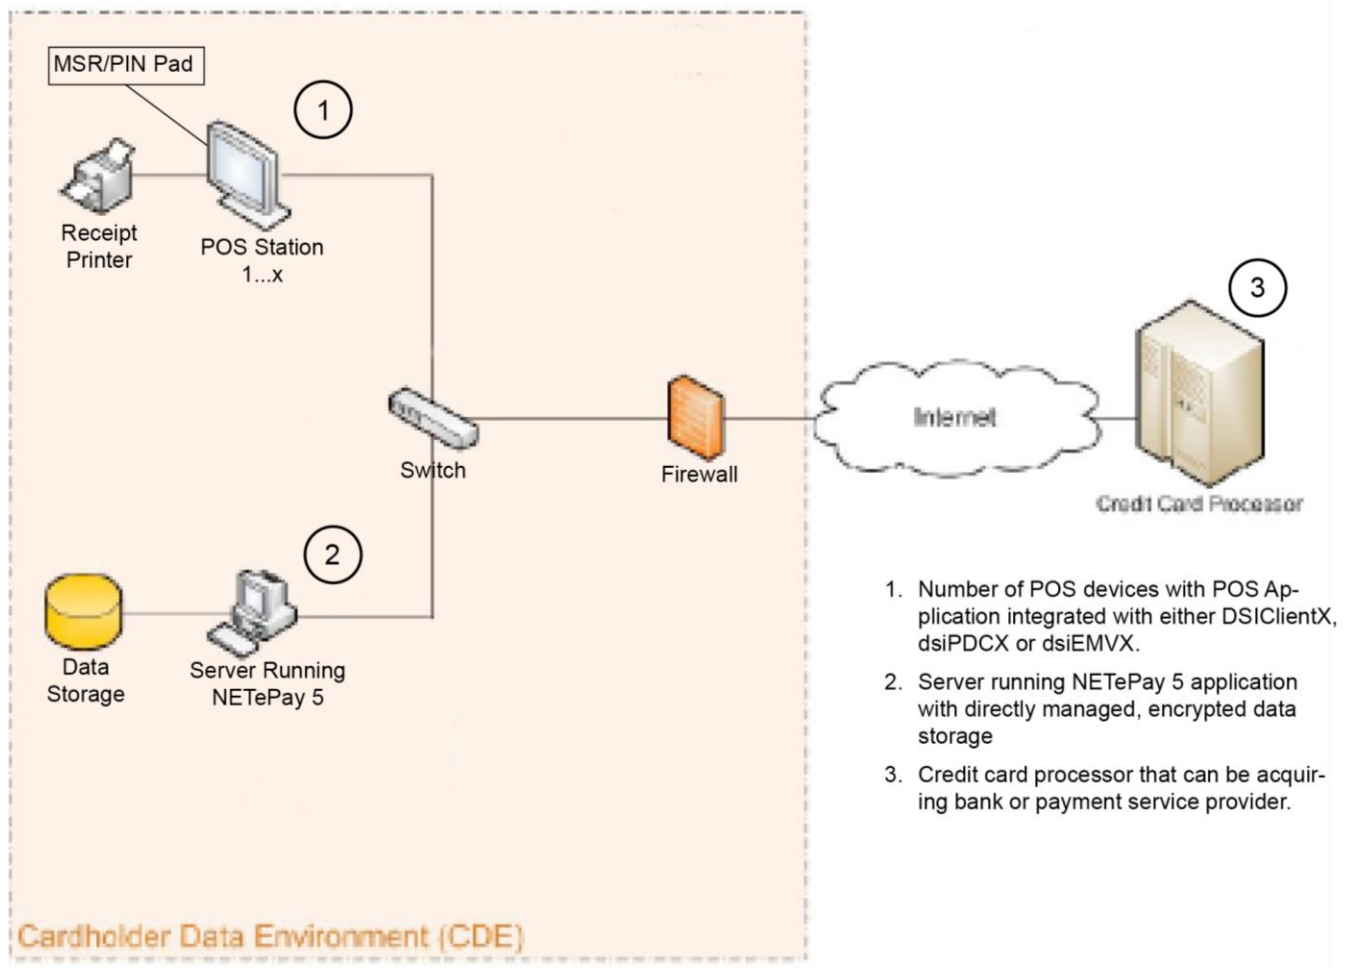 MSR/PIN Pad
1
Receipt
Printer
POS Station
1...x
3
Internet
Switch
Firewall
Credit Card Processor
2
Data
Storage
Server Running
NETePay 5
1. Number of POS devices with POS Ap-
plication integrated with either DSIClientX,
dsiPDCX or dsiEMVX.
2. Server running NETePay 5 application
with directly managed, encrypted data
storage
3. Credit card processor that can be acquir-
ing bank or payment service provider.
Cardholder Data Environment (CDE)